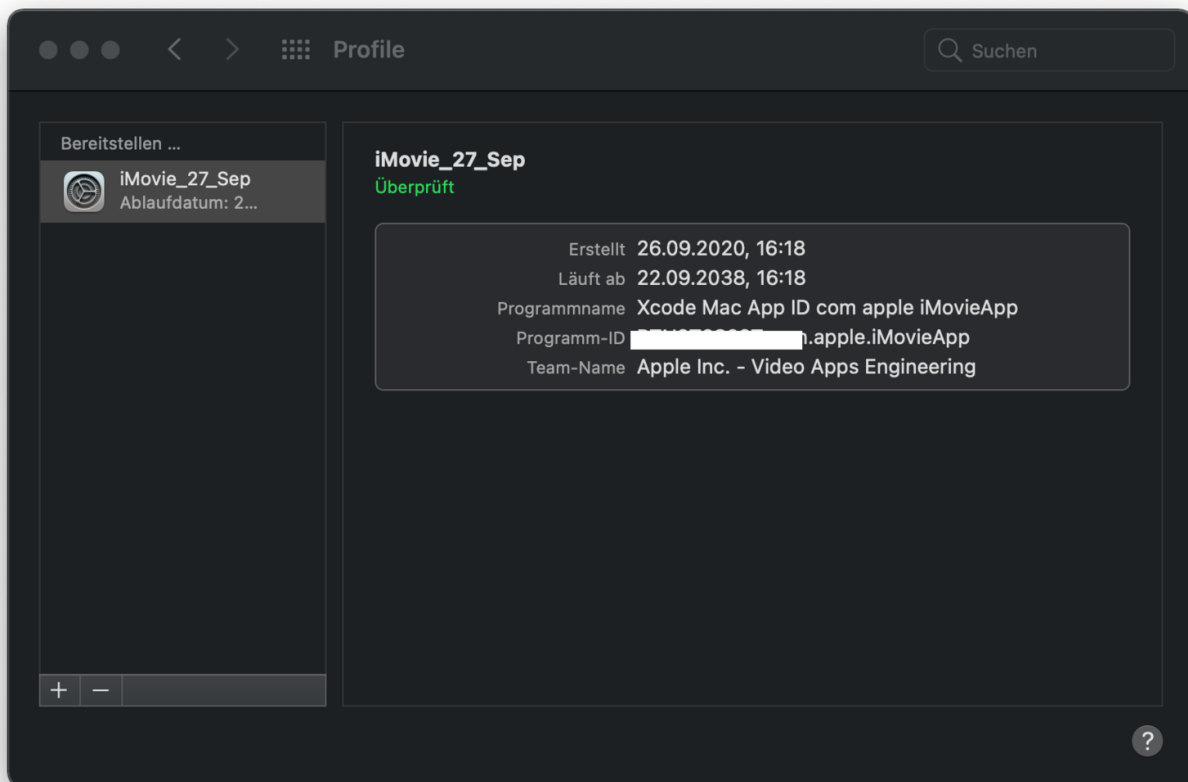 Profile
Suchen
Bereitstellen ...
iMovie_27_Sep
Ablaufdatum: 2...
iMovie_27_Sep
Überprüft
Erstellt 26.09.2020, 16:18
Läuft ab 22.09.2038, 16:18
Programmname Xcode Mac App ID com apple iMovieApp
Programm-ID .apple.iMovieApp
Team-Name Apple Inc. - Video Apps Engineering
+ −
?